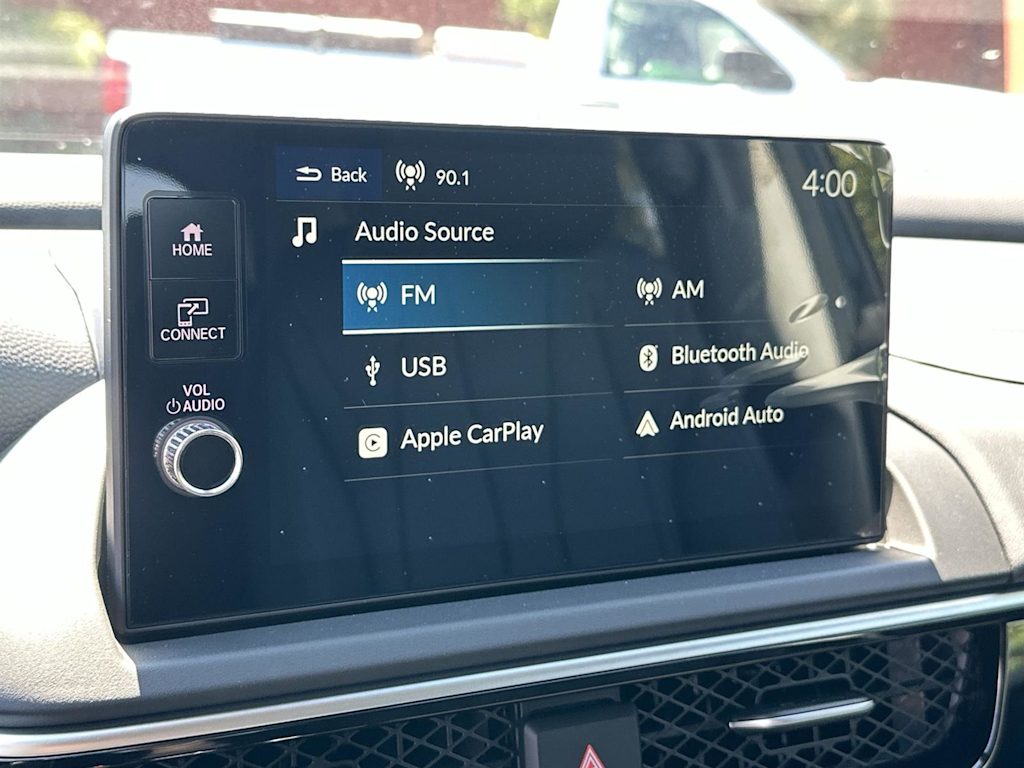 Back 90.1 4:00
HOME
Audio Source
FM AM
CONNECT
USB Bluetooth Audio
VOL
AUDIO
Apple CarPlay Android Auto